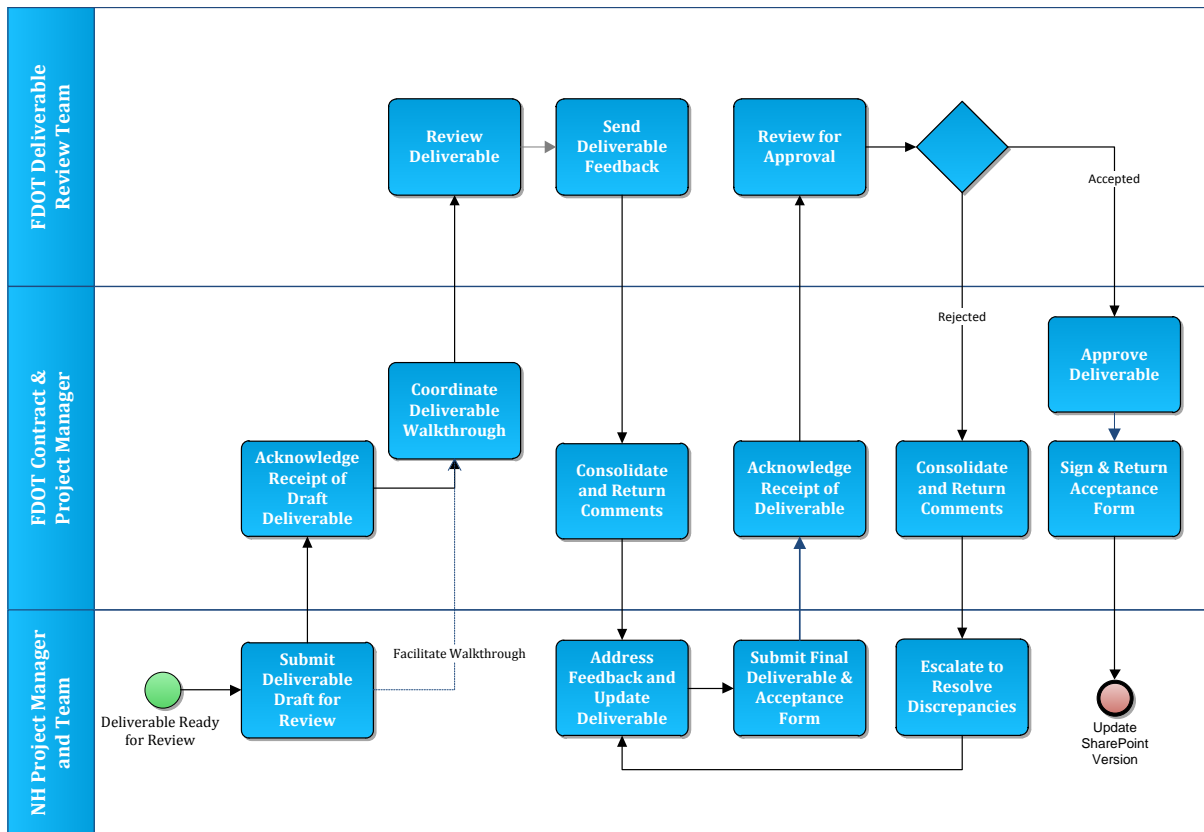 FDOT Deliverable
Review Team
Review
Deliverable
Send
Deliverable
Feedback
Review for
Approval
Accepted
FDOT Contract &
Project Manager
Acknowledge
Receipt of
Draft
Deliverable
Coordinate
Deliverable
Walkthrough
Consolidate
and Return
Comments
Acknowledge
Receipt of
Deliverable
Rejected
Consolidate
and Return
Comments
Approve
Deliverable
Sign & Return
Acceptance
Form
NH Project Manager
and Team
Deliverable Ready
for Review
Submit
Deliverable
Draft for
Review
Facilitate Walkthrough
Address
Feedback and
Update
Deliverable
Submit Final
Deliverable &
Acceptance
Form
Escalate to
Resolve
Discrepancies
Update
SharePoint
Version